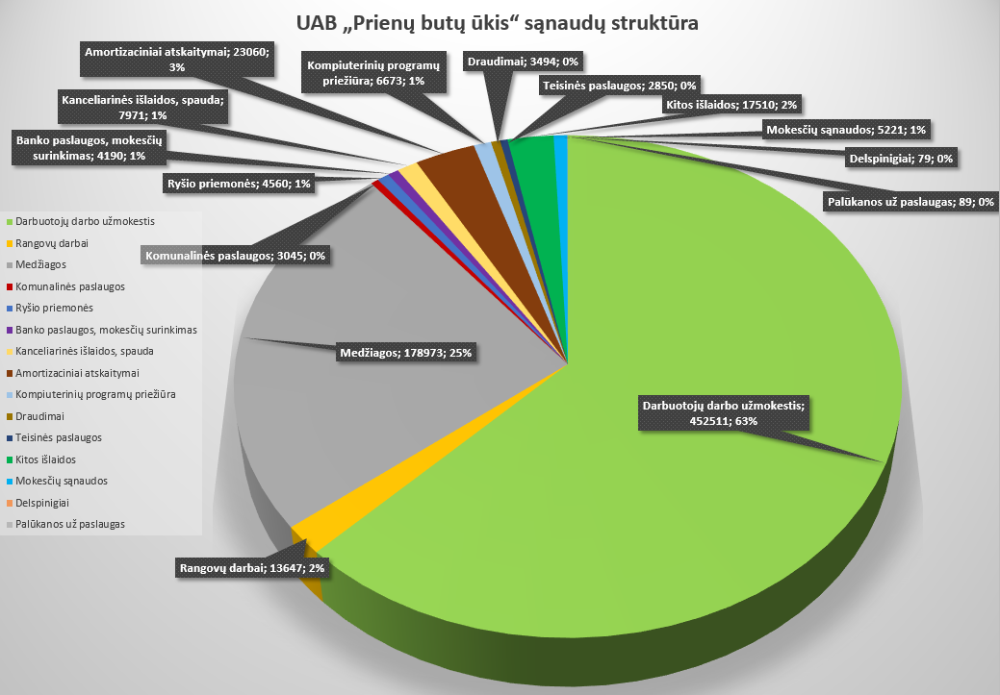 UAB „Prienų butų ūkis“ sąnaudų struktūra
Amortizaciniai atskaitymai; 23060;
3%
Kompiuterinių programų
priežiūra; 6673; 1%
Draudimai; 3494; 0%
Teisinės paslaugos; 2850; 0%
Kitos išlaidos; 17510; 2%
Kanceliarinės išlaidos, spauda;
7971; 1%
Mokesčių sąnaudos; 5221; 1%
Banko paslaugos, mokesčių
surinkimas; 4190; 1%
Delspinigiai; 79; 0%
Ryšio priemonės; 4560; 1%
Palūkanos už paslaugas; 89; 0%
Komunalinės paslaugos; 3045; 0%
Medžiagos; 178973; 25%
Darbuotojų darbo užmokestis;
452511; 63%
Rangovų darbai; 13647; 2%
Darbuotojų darbo užmokestis
Rangovų darbai
Medžiagos
Komunalinės paslaugos
Ryšio priemonės
Banko paslaugos, mokesčių surinkimas
Kanceliarinės išlaidos, spauda
Amortizaciniai atskaitymai
Kompiuterinių programų priežiūra
Draudimai
Teisinės paslaugos
Kitos išlaidos
Mokesčių sąnaudos
Delspinigiai
Palūkanos už paslaugas